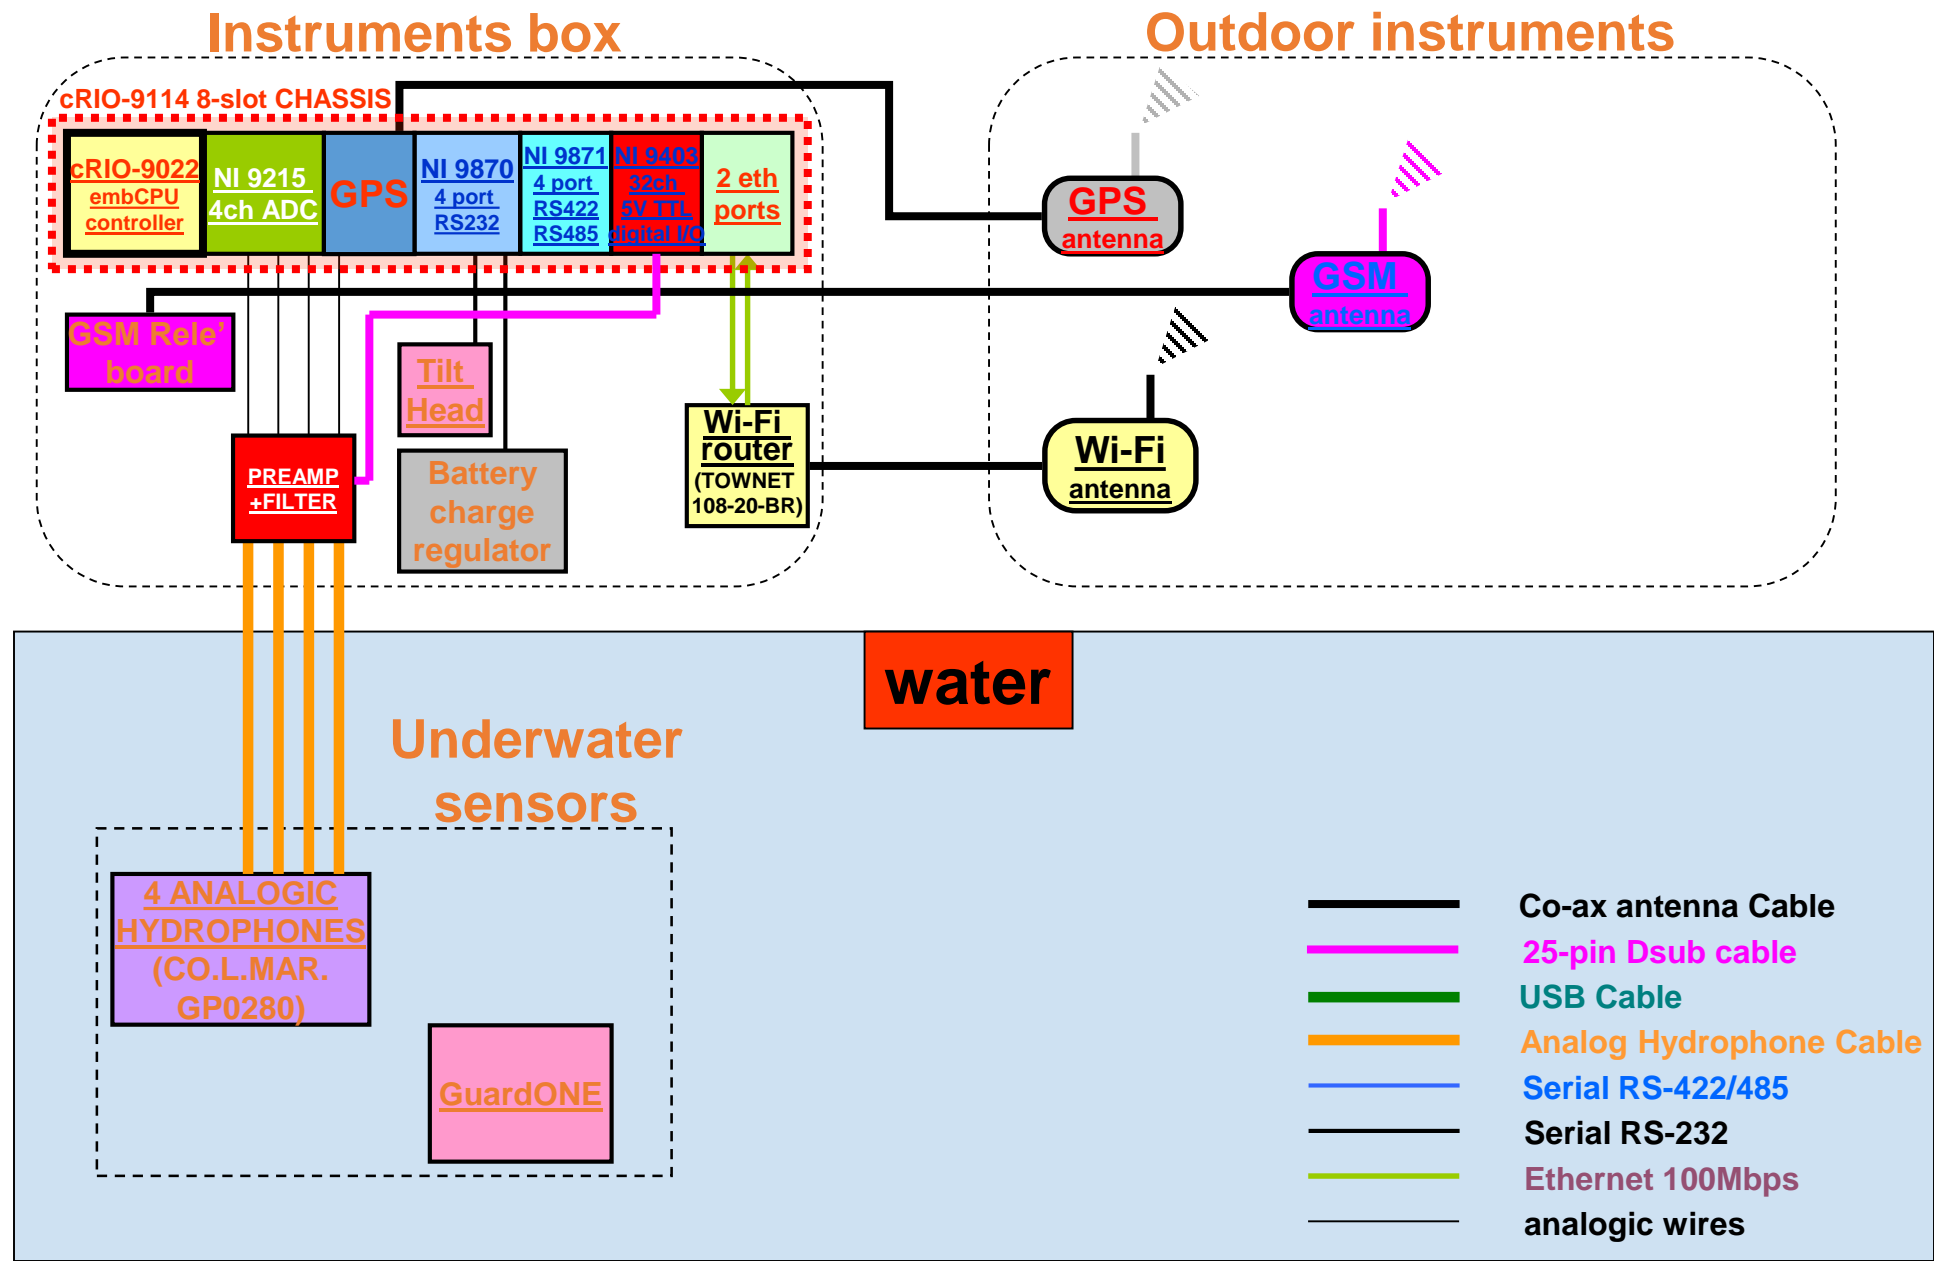 Instruments box
Outdoor instruments
cRIO-9114 8-slot CHASSIS
cRIO-9022
embCPU
controller
NI 9215
4ch ADC
GPS
NI 9870
4 port
RS232
NI 9871
4 port
RS422
RS485
NI 9403
32ch
5V TTL
digital I/O
2 eth
ports
GPS
antenna
GSM
antenna
GSM Rele’
board
Tilt
Head
Wi-Fi
router
(TOWNET
108-20-BR)
Wi-Fi
antenna
PREAMP
+FILTER
Battery
charge
regulator
water
Underwater
sensors
4 ANALOGIC
HYDROPHONES
(CO.L.MAR.
GP0280)
GuardONE
Co-ax antenna Cable
25-pin Dsub cable
USB Cable
Analog Hydrophone Cable
Serial RS-422/485
Serial RS-232
Ethernet 100Mbps
analogic wires